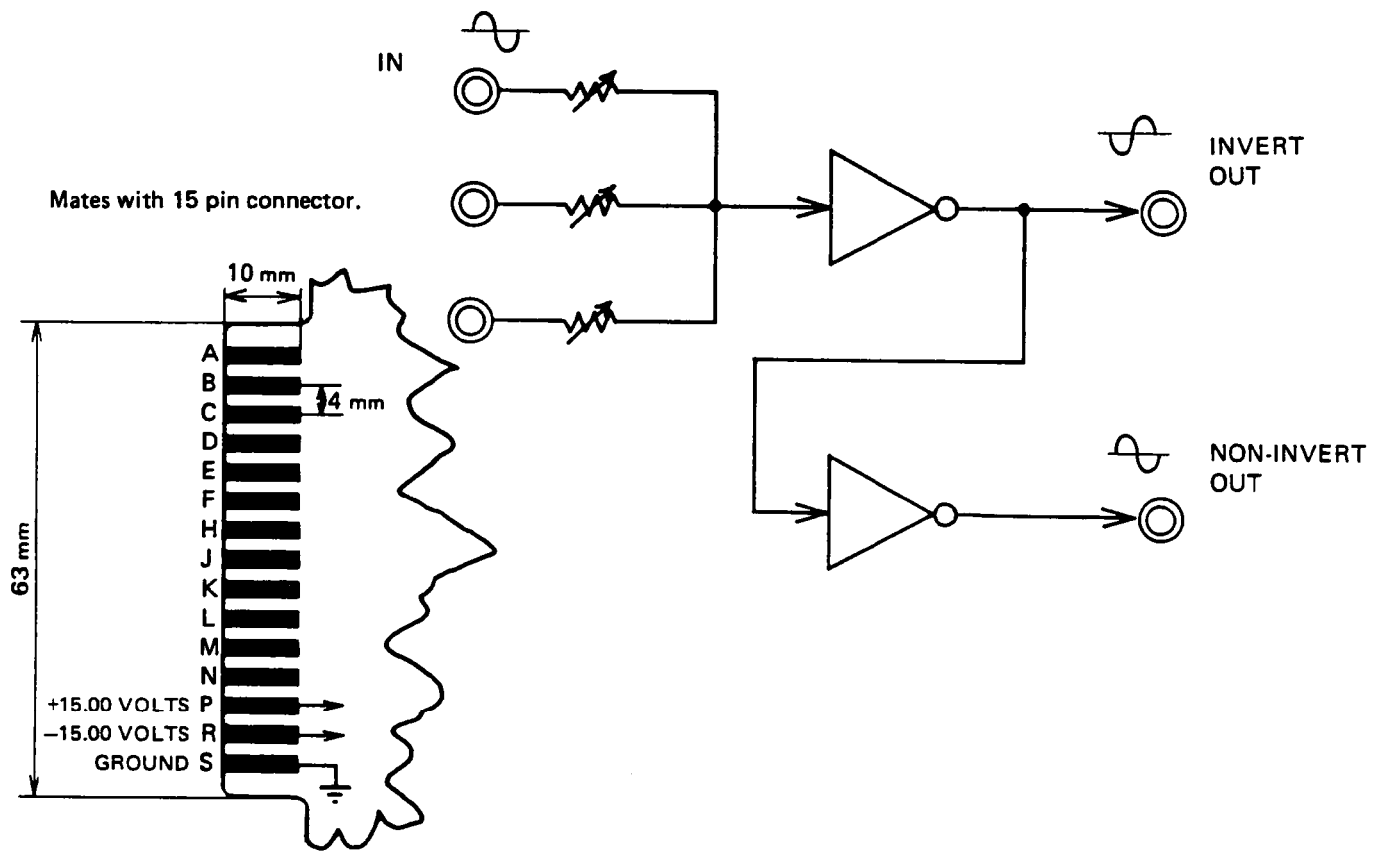 IN
INVERT
OUT
Mates with 15 pin connector.
10 mm
A
B
C
4 mm
D
E
F
H
J
K
L
M
N
63 mm
+15.00 VOLTS P
−15.00 VOLTS R
GROUND S
NON-INVERT
OUT